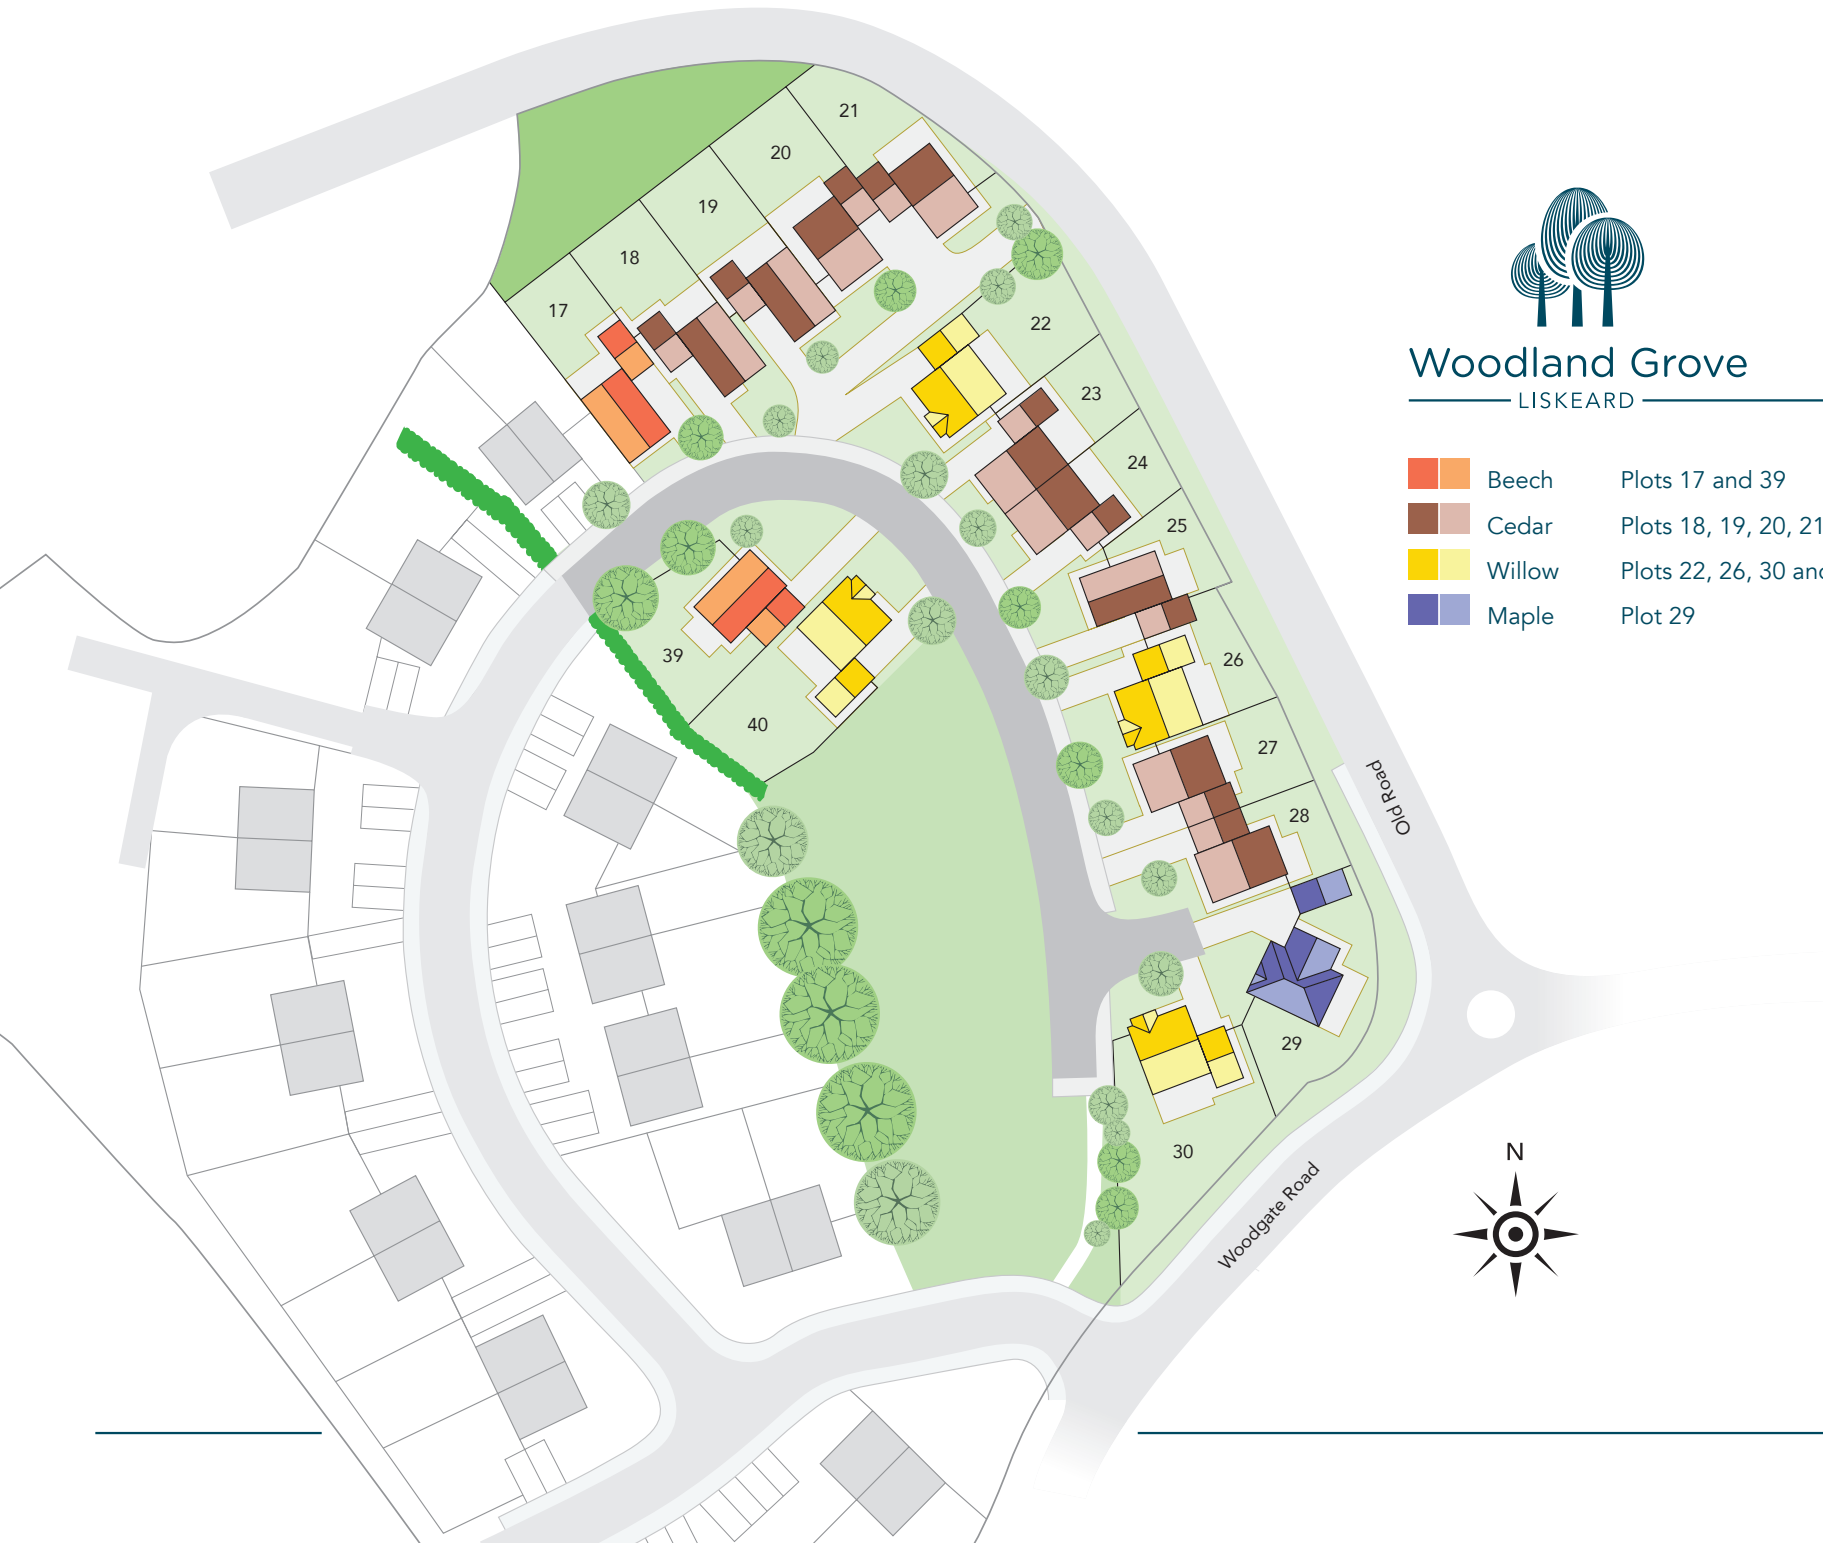 21
20
19
18
17
22
23
24
25
26
27
28
29
30
39
40
Old Road
Woodgate Road
Woodland Grove
LISKEARD
Beech Plots 17 and 39
Cedar Plots 18, 19, 20, 21
Willow Plots 22, 26, 30 and
Maple Plot 29
N